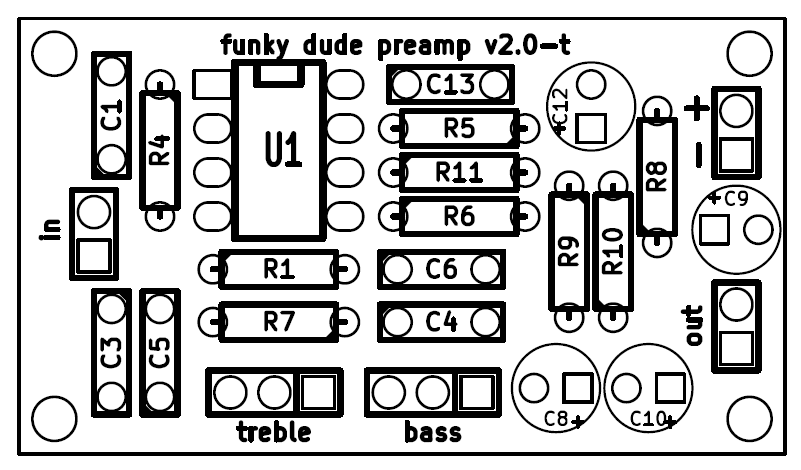 funky dude preamp v2.0-t
C1
R4
U1
C13
C12
+
R5
R11
R6
R8
+
−
C9
+
in
R1
C6
R9
R10
R7
C4
out
C3
C5
treble
bass
C8+
C10+